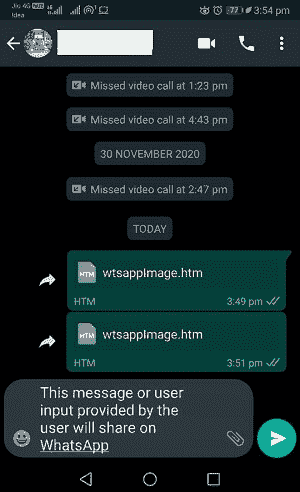 Jio 4G VoLTE
Idea
77
3:54 pm
Missed video call at 1:23 pm
Missed video call at 4:43 pm
30 NOVEMBER 2020
Missed video call at 2:47 pm
TODAY
HTM
wtsappImage.htm
HTM
3:49 pm
HTM
wtsappImage.htm
HTM
3:51 pm
This message or user
input provided by the
user will share on
WhatsApp